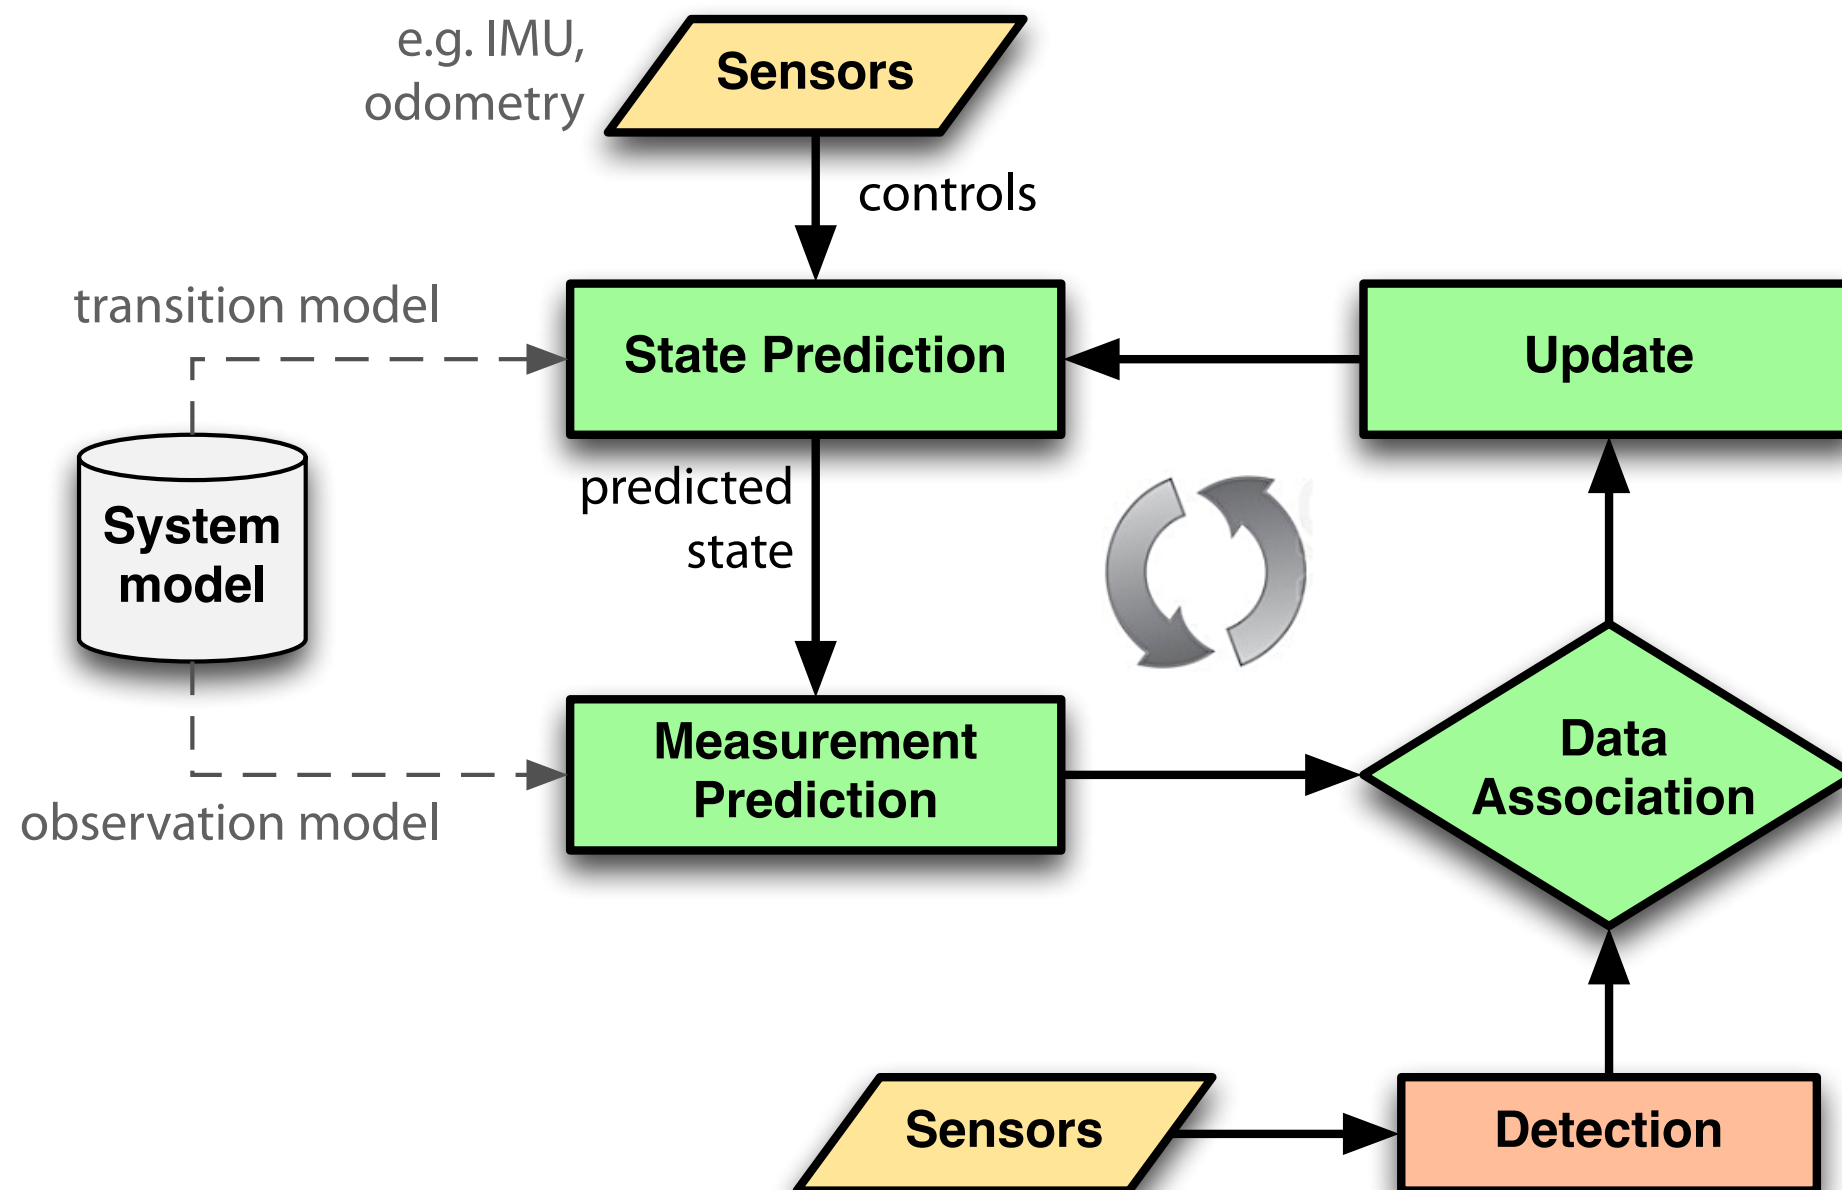 e.g. IMU,
odometry
Sensors
controls
transition model
State Prediction
Update
predicted
state
System
model
Measurement
Prediction
Data
Association
observation model
Sensors
Detection